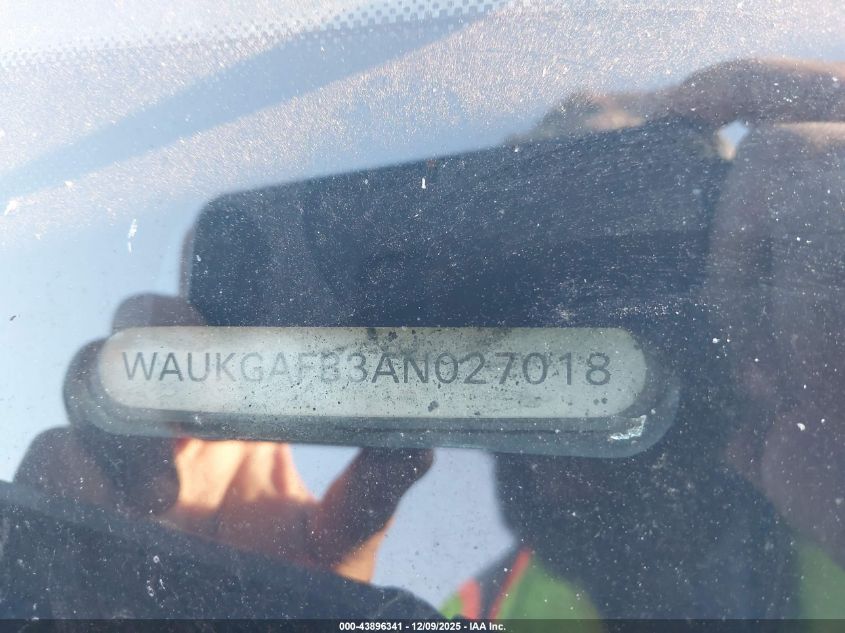 WAUKGAFB3AN027018
000-43896341 - 12/09/2025 - IAA Inc.